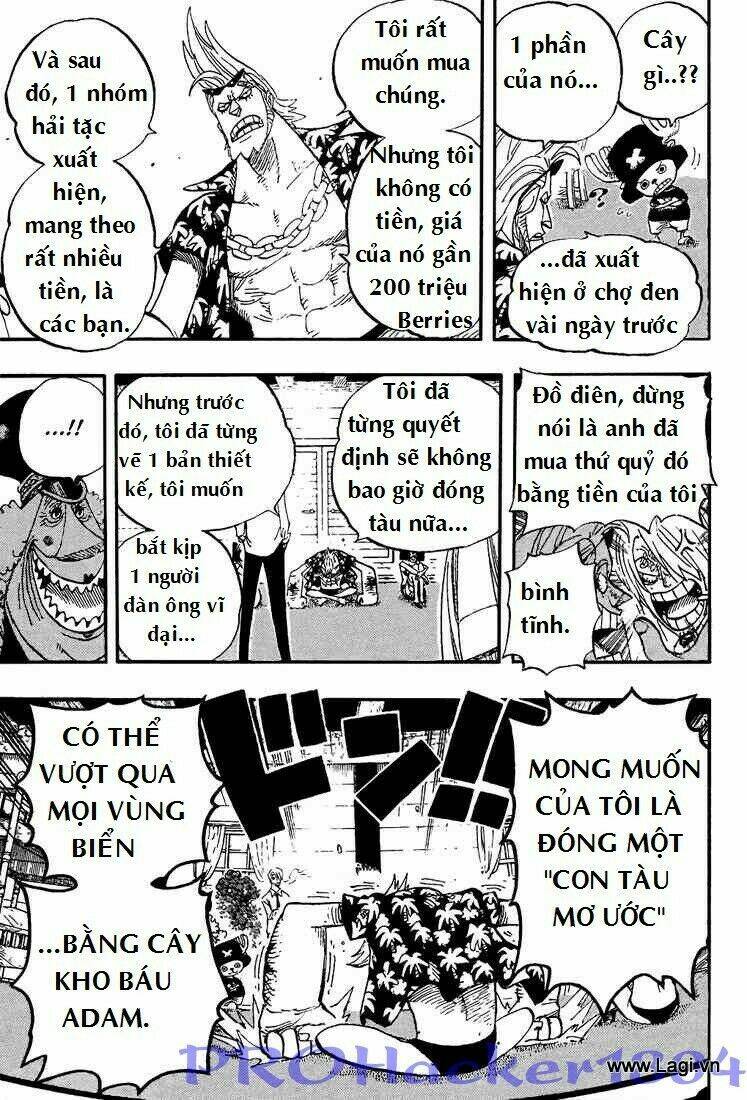 Cây
gì..??
1 phần
của nó...
...đã xuất
hiện ở chợ đen
vài ngày trước
Tôi rất
muốn mua
chúng.
Nhưng tôi
không có
tiền, giá
của nó gần
200 triệu
Berries
Và sau
đó, 1 nhóm
hải tặc
xuất
hiện,
mang theo
rất nhiều
tiền, là
các bạn.
Đồ điên, đừng
nói là anh đã
mua thứ quỷ đó
bằng tiền của tôi
bình
tĩnh.
Tôi đã
từng quyết
định sẽ không
bao giờ đóng
tàu nữa...
Nhưng trước
đó, tôi đã từng
vẽ 1 bản thiết
kế, tôi muốn
bắt kịp
1 người
đàn ông vĩ
đại...
...!!
MONG MUỐN
CỦA TÔI LÀ
ĐÓNG MỘT
"CON TÀU
MƠ ƯỚC"
ドン!!
CÓ THỂ
VƯỢT QUA
MỌI VÙNG
BIỂN
...BẰNG CÂY
KHO BÁU
ADAM.
PROHacker1804
www.Lagi.vn